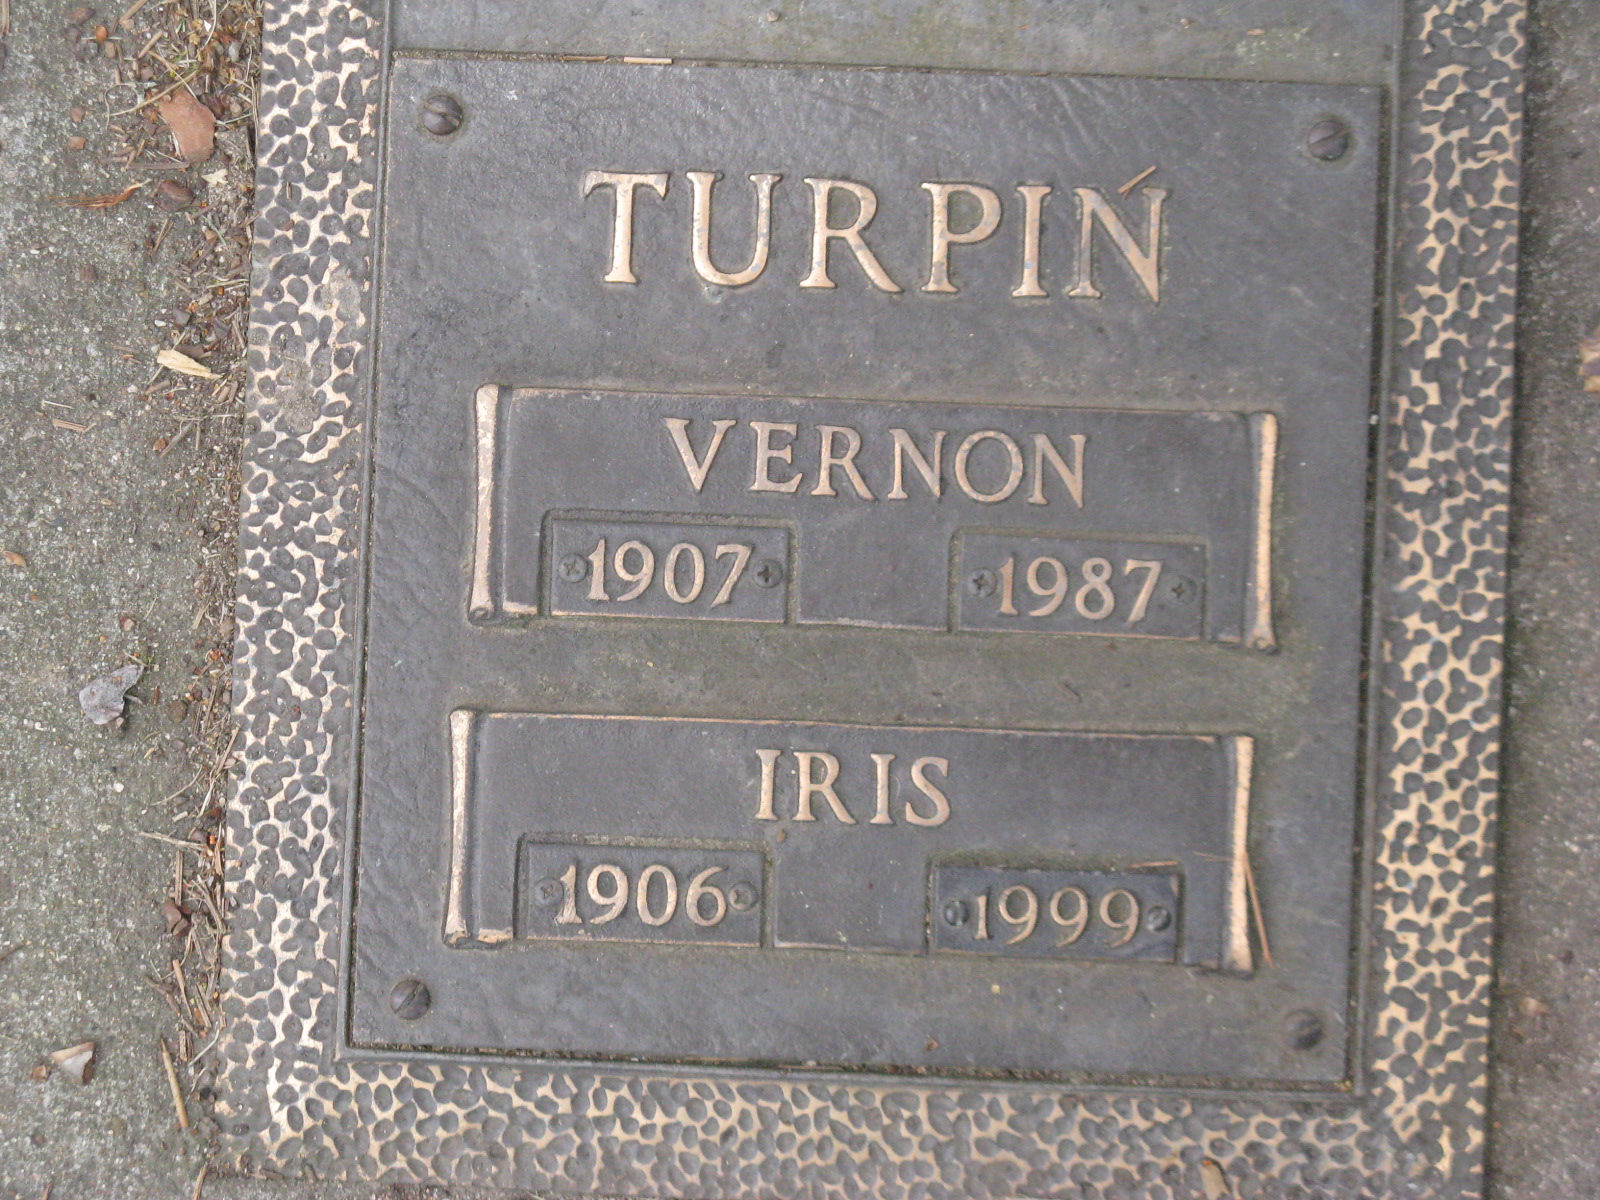 TURPIN
VERNON
1907 1987
IRIS
1906 1999